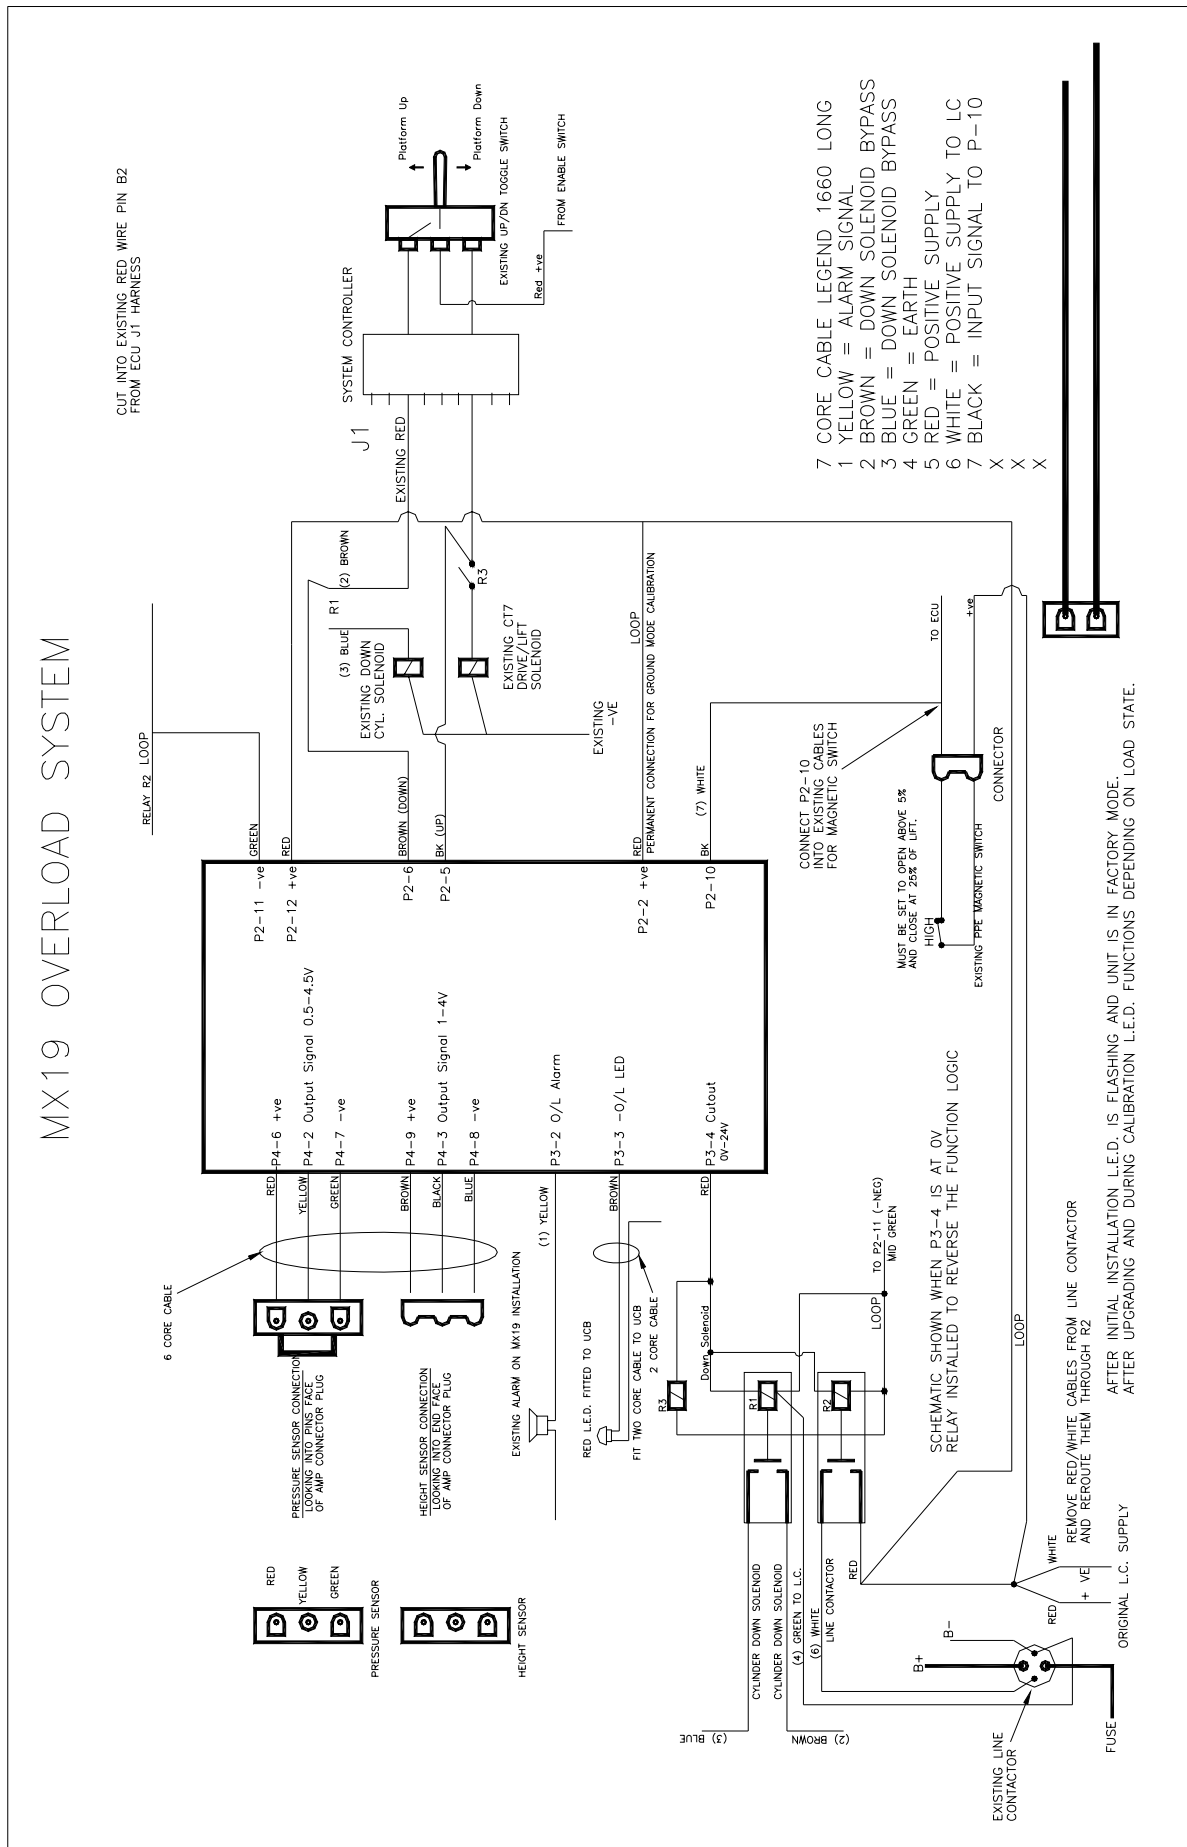 MX19 OVERLOAD SYSTEM
CUT INTO EXISTING RED WIRE PIN B2
FROM ECU J1 HARNESS
RELAY R2 LOOP
6 CORE CABLE
GREEN
RED
BROWN (DOWN)
BK (UP)
RED
PERMANENT CONNECTION FOR GROUND MODE CALIBRATION
LOOP
BK
(7) WHITE
P2-11 -ve
P2-12 +ve
P2-6
P2-5
P2-2 +ve
P2-10
P4-6 +ve
P4-2 Output Signal 0.5-4.5V
P4-7 -ve
P4-9 +ve
P4-3 Output Signal 1-4V
P4-8 -ve
P3-2 O/L Alarm
P3-3 -O/L LED
P3-4 Cutout
0V-24V
RED
YELLOW
GREEN
BROWN
BLACK
BLUE
(1) YELLOW
BROWN
RED
R1
(2) BROWN
(3) BLUE
EXISTING DOWN
CYL. SOLENOID
EXISTING RED
R3
EXISTING CT7
DRIVE/LIFT
SOLENOID
EXISTING
-VE
J1
SYSTEM CONTROLLER
Platform Up
Platform Down
EXISTING UP/DN TOGGLE SWITCH
Red +ve
FROM ENABLE SWITCH
7 CORE CABLE LEGEND 1660 LONG
1 YELLOW = ALARM SIGNAL
2 BROWN = DOWN SOLENOID BYPASS
3 BLUE = DOWN SOLENOID BYPASS
4 GREEN = EARTH
5 RED = POSITIVE SUPPLY
6 WHITE = POSITIVE SUPPLY TO LC
7 BLACK = INPUT SIGNAL TO P-10
X
X
X
CONNECT P2-10
INTO EXISTING CABLES
FOR MAGNETIC SWITCH
TO ECU
+ve
CONNECTOR
MUST BE SET TO OPEN ABOVE 5%
AND CLOSE AT 25% OF LIFT.
HIGH
EXISTING PPE MAGNETIC SWITCH
PRESSURE SENSOR CONNECTION
LOOKING INTO PINS FACE
OF AMP CONNECTOR PLUG
HEIGHT SENSOR CONNECTION
LOOKING INTO END FACE
OF AMP CONNECTOR PLUG
RED
YELLOW
GREEN
PRESSURE SENSOR
HEIGHT SENSOR
EXISTING ALARM ON MX19 INSTALLATION
RED L.E.D. FITTED TO UCB
FIT TWO CORE CABLE TO UCB
2 CORE CABLE
R3
Down Solenoid
R1
R2
LOOP
TO P2-11 (-NEG)
MID GREEN
SCHEMATIC SHOWN WHEN P3-4 IS AT 0V
RELAY INSTALLED TO REVERSE THE FUNCTION LOGIC
LOOP
CYLINDER DOWN SOLENOID
CYLINDER DOWN SOLENOID
(4) GREEN TO L.C.
(6) WHITE
LINE CONTACTOR
RED
(3) BLUE
(2) BROWN
B+
B-
RED
WHITE
+ VE
ORIGINAL L.C. SUPPLY
REMOVE RED/WHITE CABLES FROM LINE CONTACTOR
AND REROUTE THEM THROUGH R2
EXISTING LINE
CONTACTOR
FUSE
AFTER INITIAL INSTALLATION L.E.D. IS FLASHING AND UNIT IS IN FACTORY MODE.
AFTER UPGRADING AND DURING CALIBRATION L.E.D. FUNCTIONS DEPENDING ON LOAD STATE.